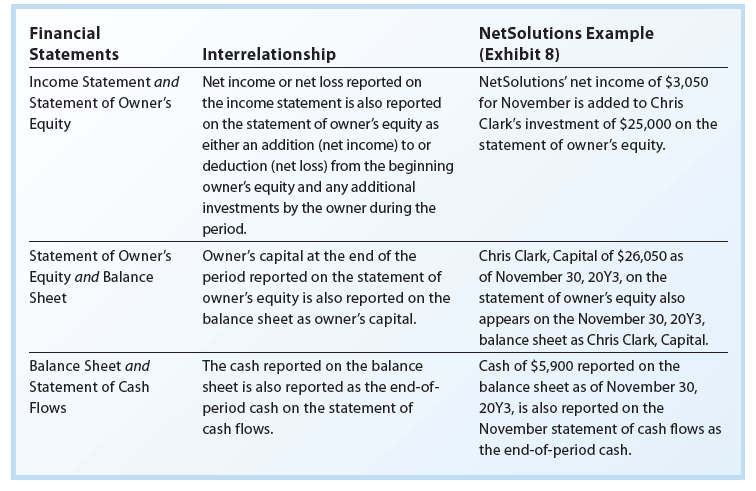 Financial Statements
Interrelationship
NetSolutions Example (Exhibit 8)
Income Statement and
Statement of Owner's
Equity
Net income or net loss reported on
the income statement is also reported
on the statement of owner's equity as
either an addition (net income) to or
deduction (net loss) from the beginning
owner's equity and any additional
investments by the owner during the
period.
NetSolutions' net income of $3,050
for November is added to Chris
Clark's investment of $25,000 on the
statement of owner's equity.
Statement of Owner's
Equity and Balance
Sheet
Owner's capital at the end of the
period reported on the statement of
owner's equity is also reported on the
balance sheet as owner's capital.
Chris Clark, Capital of $26,050 as
of November 30, 20Y3, on the
statement of owner's equity also
appears on the November 30, 20Y3,
balance sheet as Chris Clark, Capital.
Balance Sheet and
Statement of Cash
Flows
The cash reported on the balance
sheet is also reported as the end-of-
period cash on the statement of
cash flows.
Cash of $5,900 reported on the
balance sheet as of November 30,
20Y3, is also reported on the
November statement of cash flows as
the end-of-period cash.